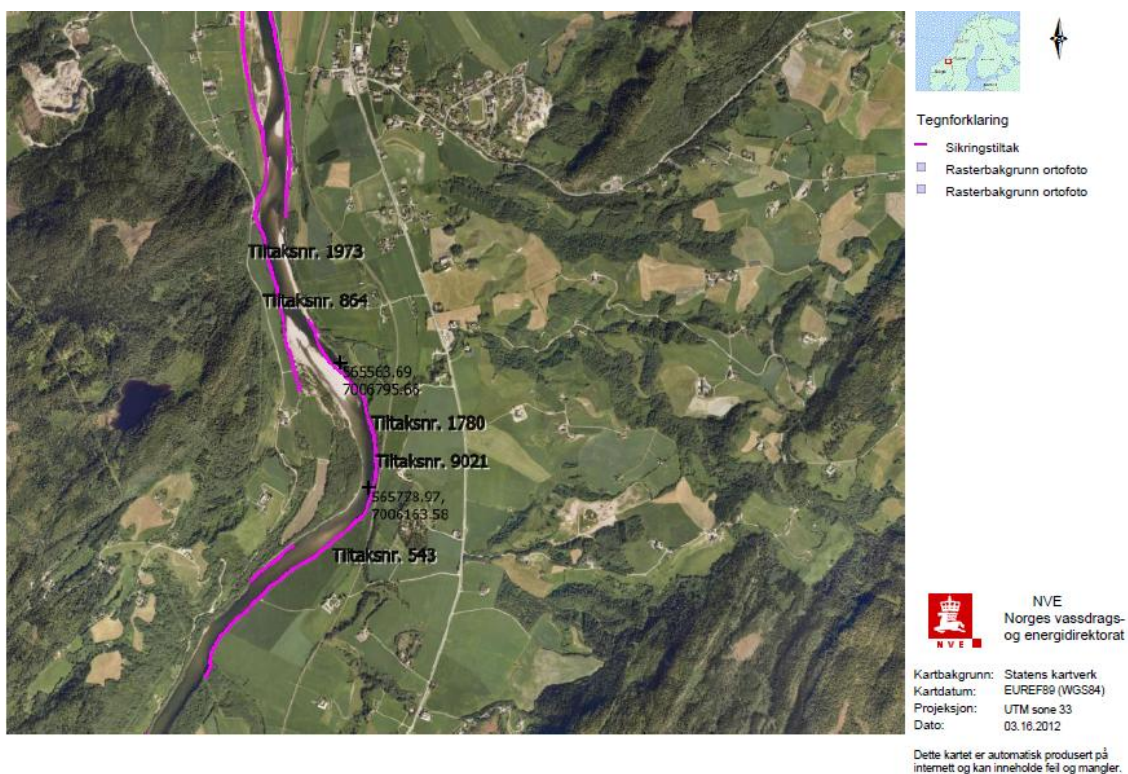 Tiltaksnr. 1973
Tiltaksnr. 864
565563.69,
7006795.66
Tiltaksnr. 1780
Tiltaksnr. 9021
565778.97,
7006163.58
Tiltaksnr. 543
Tegnforklaring
Sikringstiltak
Rasterbakgrunn ortofoto
Rasterbakgrunn ortofoto
NVE
NVE
Norges vassdrags-
og energidirektorat
Kartbakgrunn: Statens kartverk
Kartdatum: EUREF89 (WGS84)
Projeksjon: UTM sone 33
Dato: 03.16.2012
Dette kartet er automatisk produsert på
internett og kan inneholde feil og mangler.